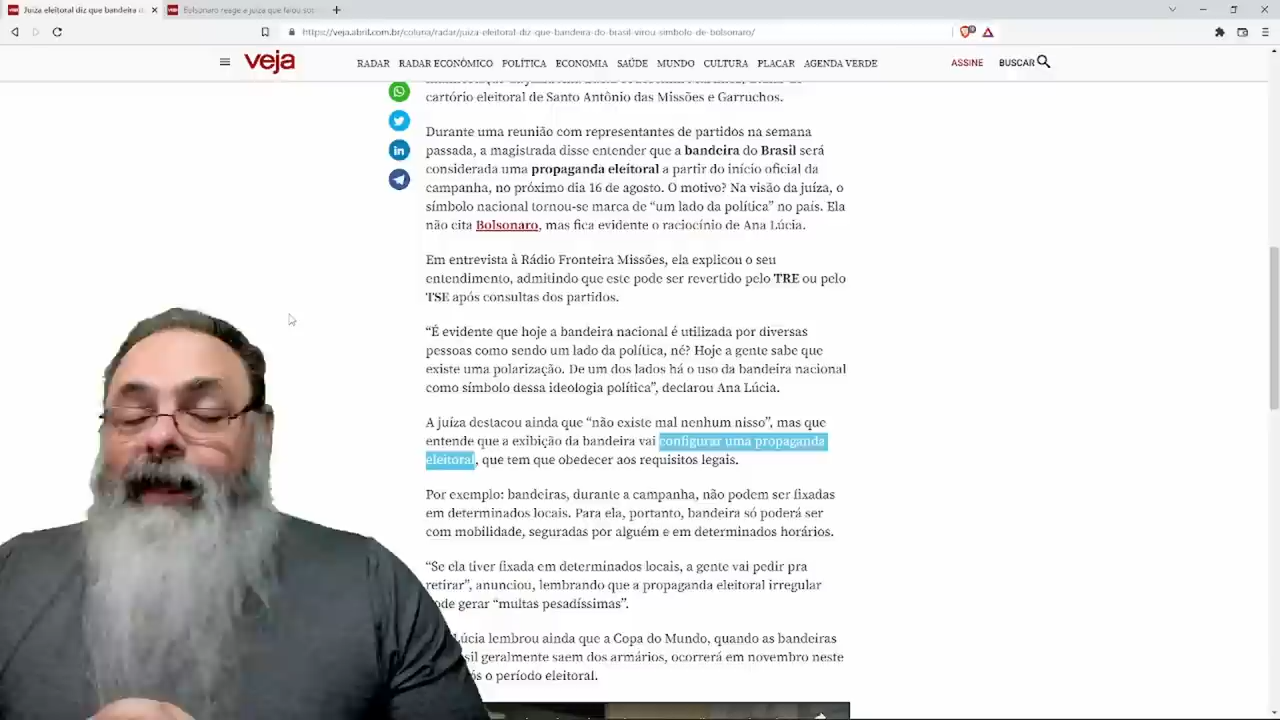 Juíza eleitoral diz que bandeira d
Bolsonaro reage a juíza que falou
https://veja.abril.com.br/coluna/radar/juiza-eleitoral-diz-que-bandeira-do-brasil-virou-simbolo-de-bolsonaro/
veja
RADAR RADAR ECONÔMICO POLÍTICA ECONOMIA SAÚDE MUNDO CULTURA PLACAR AGENDA VERDE
ASSINE BUSCAR
cartório eleitoral de Santo Antônio das Missões e Garruchos.
Durante uma reunião com representantes de partidos na semana
passada, a magistrada disse entender que a bandeira do Brasil será
considerada uma propaganda eleitoral a partir do início oficial da
campanha, no próximo dia 16 de agosto. O motivo? Na visão da juíza, o
símbolo nacional tornou-se marca de “um lado da política” no país. Ela
não cita Bolsonaro, mas fica evidente o raciocínio de Ana Lúcia.
Em entrevista à Rádio Fronteira Missões, ela explicou o seu
entendimento, admitindo que este pode ser revertido pelo TRE ou pelo
TSE após consultas dos partidos.
“É evidente que hoje a bandeira nacional é utilizada por diversas
pessoas como sendo um lado da política, né? Hoje a gente sabe que
existe uma polarização. De um dos lados há o uso da bandeira nacional
como símbolo dessa ideologia política”, declarou Ana Lúcia.
A juíza destacou ainda que “não existe mal nenhum nisso”, mas que
entende que a exibição da bandeira vai configurar uma propaganda
eleitoral, que tem que obedecer aos requisitos legais.
Por exemplo: bandeiras, durante a campanha, não podem ser fixadas
em determinados locais. Para ela, portanto, bandeira só poderá ser
com mobilidade, seguradas por alguém e em determinados horários.
“Se ela tiver fixada em determinados locais, a gente vai pedir pra
retirar”, anunciou, lembrando que a propaganda eleitoral irregular
ode gerar “multas pesadíssimas”.
Lúcia lembrou ainda que a Copa do Mundo, quando as bandeiras
sil geralmente saem dos armários, ocorrerá em novembro neste
s o período eleitoral.